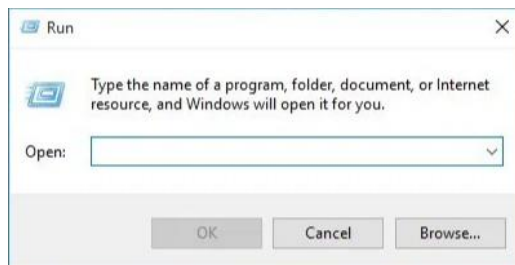 Run
Type the name of a program, folder, document, or Internet
resource, and Windows will open it for you.
Open:
OK
Cancel
Browse...